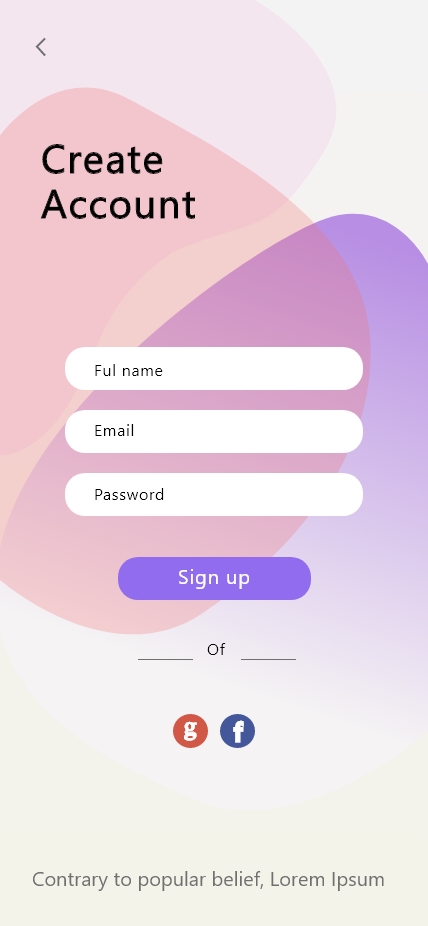 Create
Account
Ful name
Email
Password
Sign up
Of
g f
Contrary to popular belief, Lorem Ipsum